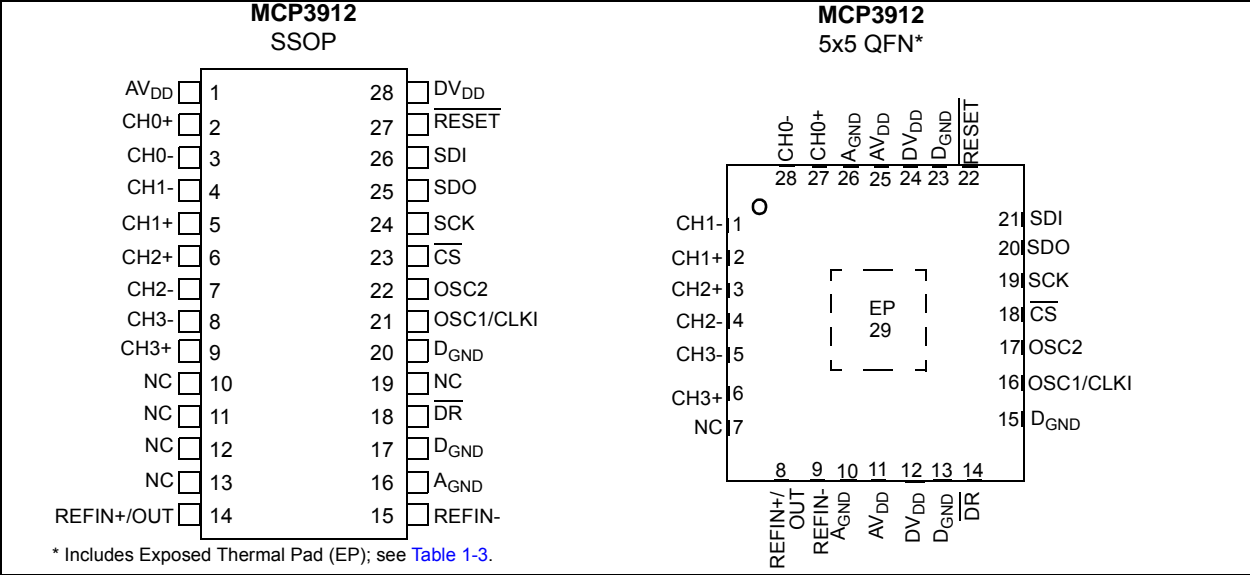 MCP3912
SSOP
AVDD 1 28 DVDD
CH0+ 2 27 RESET
CH0- 3 26 SDI
CH1- 4 25 SDO
CH1+ 5 24 SCK
CH2+ 6 23 CS
CH2- 7 22 OSC2
CH3- 8 21 OSC1/CLKI
CH3+ 9 20 DGND
NC 10 19 NC
NC 11 18 DR
NC 12 17 DGND
NC 13 16 AGND
REFIN+/OUT 14 15 REFIN-
* Includes Exposed Thermal Pad (EP); see Table 1-3.
MCP3912
5x5 QFN*
CH0- CH0+ AGND AVDD DVDD DGND RESET
28 27 26 25 24 23 22
CH1- 1
CH1+ 2
CH2+ 3
CH2- 4
CH3- 5
CH3+ 6
NC 7
EP
29
21 SDI
20 SDO
19 SCK
18 CS
17 OSC2
16 OSC1/CLKI
15 DGND
8 9 10 11 12 13 14
REFIN+/
OUT
REFIN-
AGND
AVDD
DVDD
DGND
DR